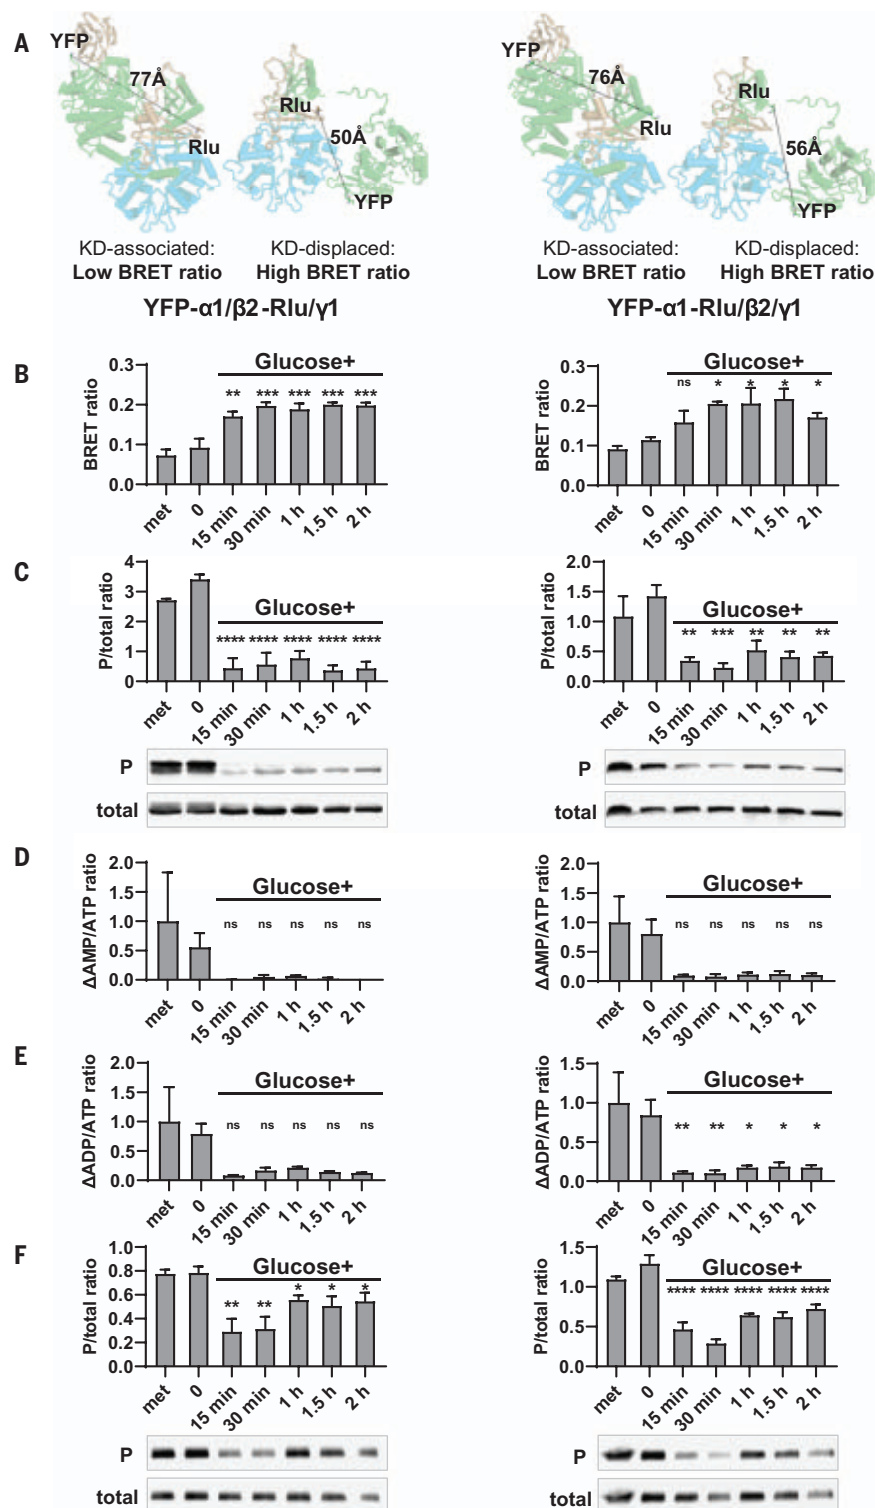 A
YFP
77Å
Rlu
Rlu
50Å
YFP
KD-associated:
Low BRET ratio
KD-displaced:
High BRET ratio
YFP-α1/β2-Rlu/γ1
YFP
76Å
Rlu
Rlu
56Å
YFP
KD-associated:
Low BRET ratio
KD-displaced:
High BRET ratio
YFP-α1-Rlu/β2/γ1
B
BRET ratio
0.3
0.2
0.1
0.0
Glucose+
** *** *** *** ***
met 0 15 min 30 min 1 h 1.5 h 2 h
BRET ratio
0.3
0.2
0.1
0.0
Glucose+
ns * * * *
met 0 15 min 30 min 1 h 1.5 h 2 h
C
P/total ratio
4
3
2
1
0
Glucose+
**** **** **** **** ****
met 0 15 min 30 min 1 h 1.5 h 2 h
P
total
P/total ratio
2.0
1.5
1.0
0.5
0.0
Glucose+
** *** ** ** **
met 0 15 min 30 min 1 h 1.5 h 2 h
P
total
D
ΔAMP/ATP ratio
2.0
1.5
1.0
0.5
0.0
Glucose+
ns ns ns ns ns
met 0 15 min 30 min 1 h 1.5 h 2 h
ΔAMP/ATP ratio
2.0
1.5
1.0
0.5
0.0
Glucose+
ns ns ns ns ns
met 0 15 min 30 min 1 h 1.5 h 2 h
E
ΔADP/ATP ratio
2.0
1.5
1.0
0.5
0.0
Glucose+
ns ns ns ns ns
met 0 15 min 30 min 1 h 1.5 h 2 h
ΔADP/ATP ratio
1.5
1.0
0.5
0.0
Glucose+
** ** * * *
met 0 15 min 30 min 1 h 1.5 h 2 h
F
P/total ratio
1.0
0.8
0.6
0.4
0.2
0.0
Glucose+
** ** * * *
met 0 15 min 30 min 1 h 1.5 h 2 h
P
total
P/total ratio
1.5
1.0
0.5
0.0
Glucose+
**** **** **** **** ****
met 0 15 min 30 min 1 h 1.5 h 2 h
P
total